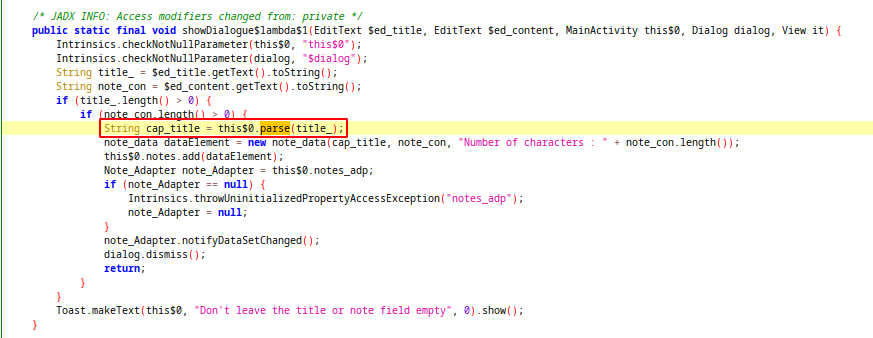 /* JADX INFO: Access modifiers changed from: private */
public static final void showDialogue$lambda$1(EditText $ed_title, EditText $ed_content, MainActivity this$0, Dialog dialog, View it) {
Intrinsics.checkNotNullParameter(this$0, "this$0");
Intrinsics.checkNotNullParameter(dialog, "$dialog");
String title_ = $ed_title.getText().toString();
String note_con = $ed_content.getText().toString();
if (title_.length() > 0) {
if (note_con.length() > 0) {
String cap_title = this$0.parse(title_);
note_data dataElement = new note_data(cap_title, note_con, "Number of characters : " + note_con.length());
this$0.notes.add(dataElement);
Note_Adapter note_Adapter = this$0.notes_adp;
if (note_Adapter == null) {
Intrinsics.throwUninitializedPropertyAccessException("notes_adp");
note_Adapter = null;
}
note_Adapter.notifyDataSetChanged();
dialog.dismiss();
return;
}
}
Toast.makeText(this$0, "Don't leave the title or note field empty", 0).show();
}